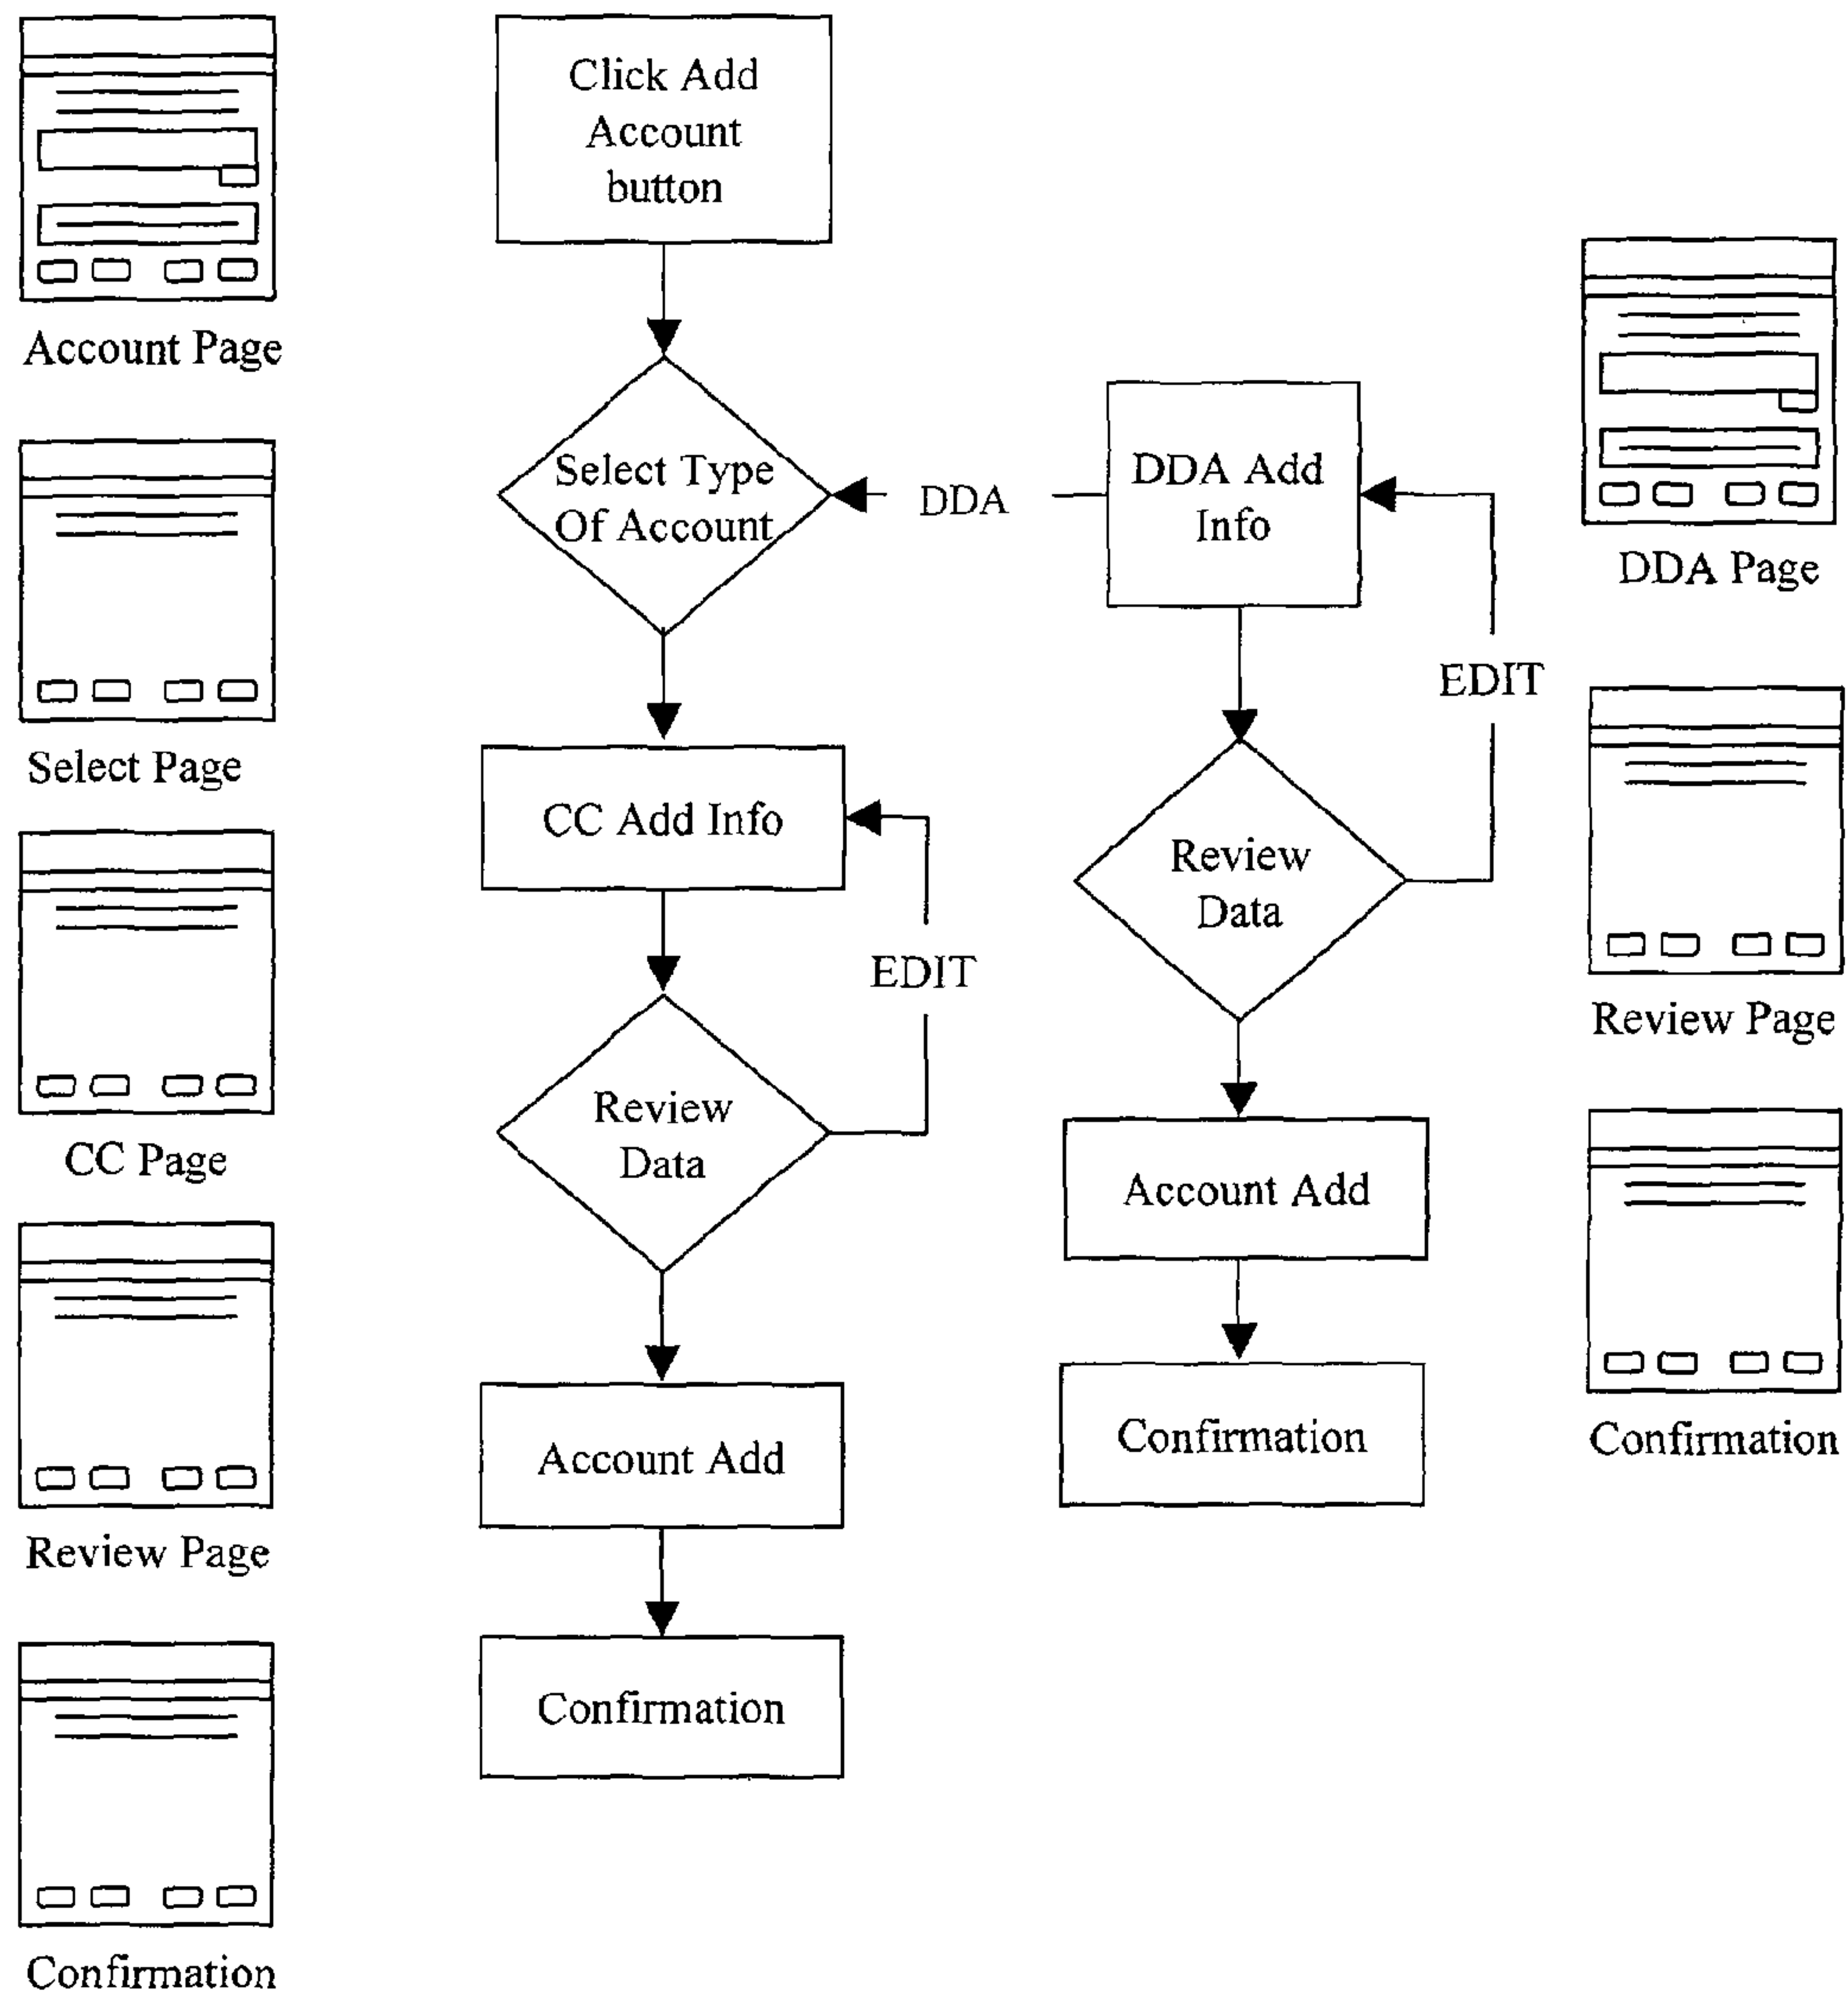 Account Page
Select Page
CC Page
Review Page
Confirmation
Click Add
Account
button
Select Type
Of Account
DDA
CC Add Info
EDIT
Review
Data
Account Add
Confirmation
DDA Add
Info
EDIT
Review
Data
Account Add
Confirmation
DDA Page
Review Page
Confirmation